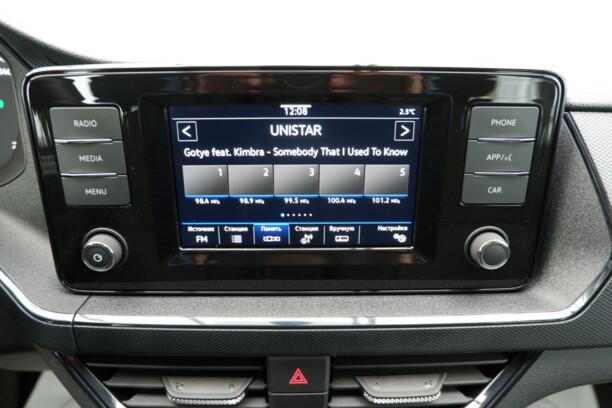 12:08
2.5°C
RADIO
MEDIA
MENU
< UNISTAR >
Gotye feat. Kimbra - Somebody That I Used To Know
1 2 3 4 5
98.4 МГц 98.9 МГц 99.5 МГц 100.4 МГц 101.2 МГц
Источник Станция Память Станция Вручную Настройки
FM
PHONE
APP/
CAR